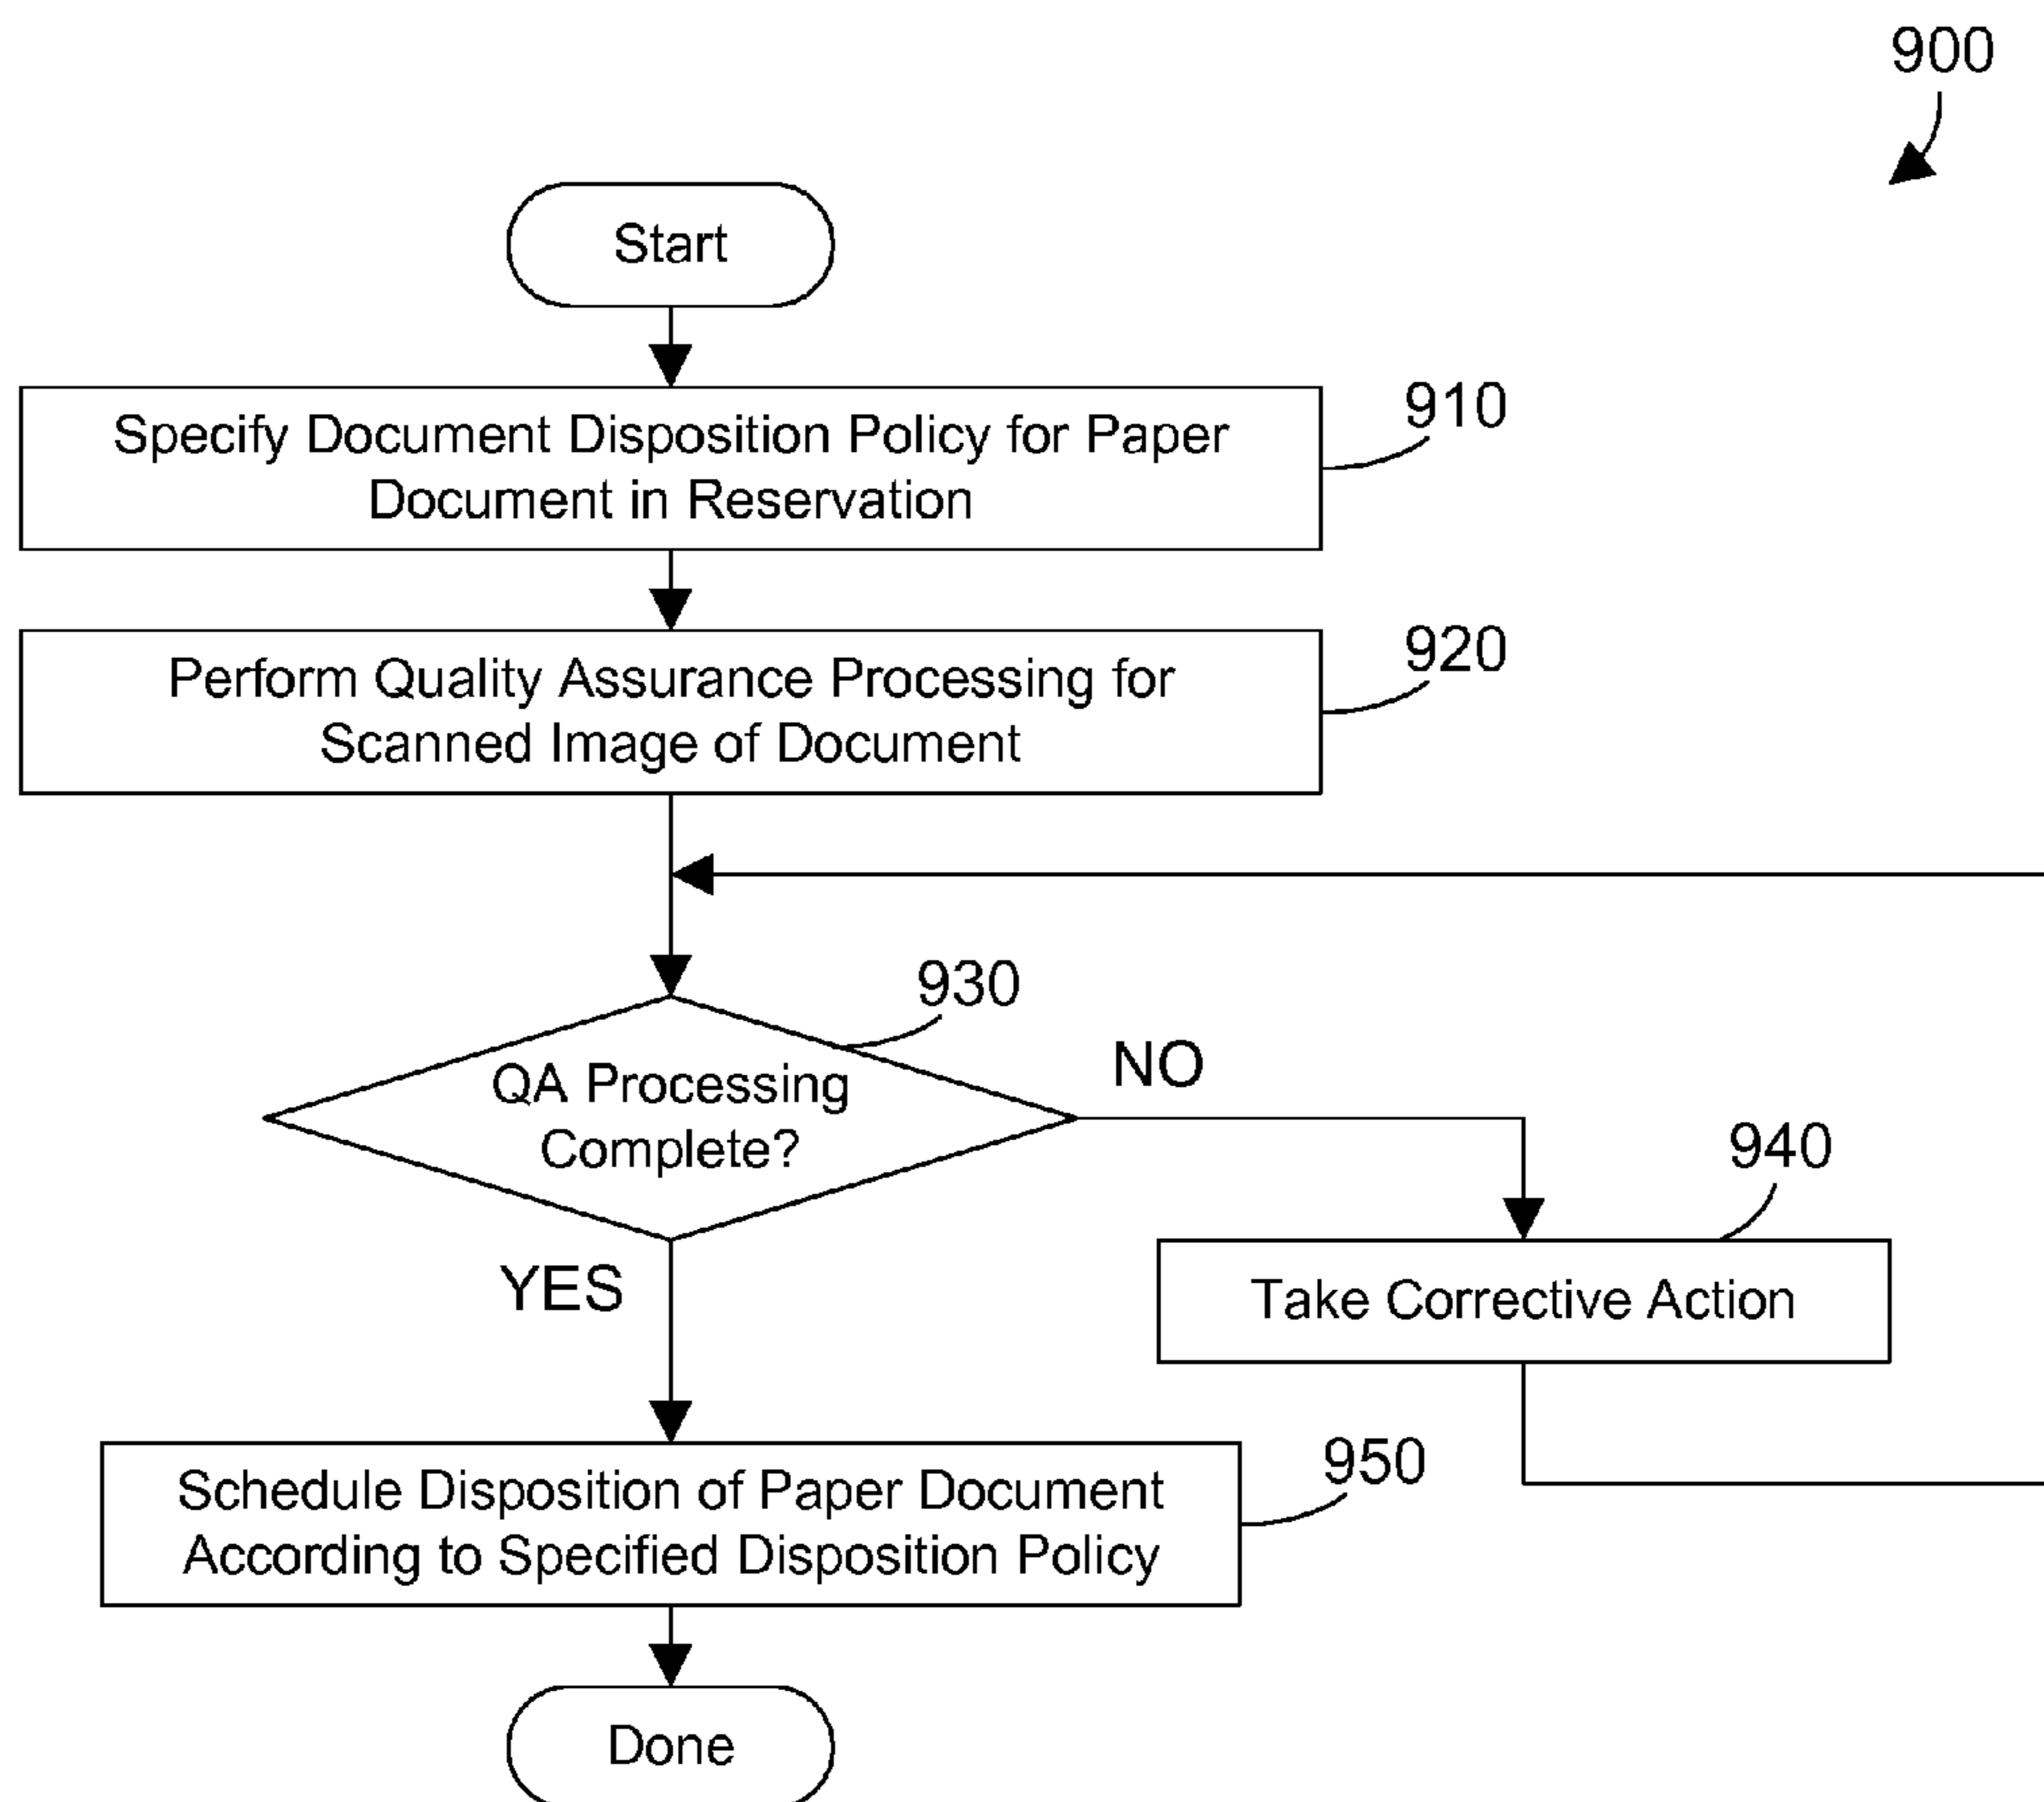 900
Start
Specify Document Disposition Policy for Paper
Document in Reservation
910
Perform Quality Assurance Processing for
Scanned Image of Document
920
930
QA Processing
Complete?
NO
940
YES
Take Corrective Action
Schedule Disposition of Paper Document
According to Specified Disposition Policy
950
Done